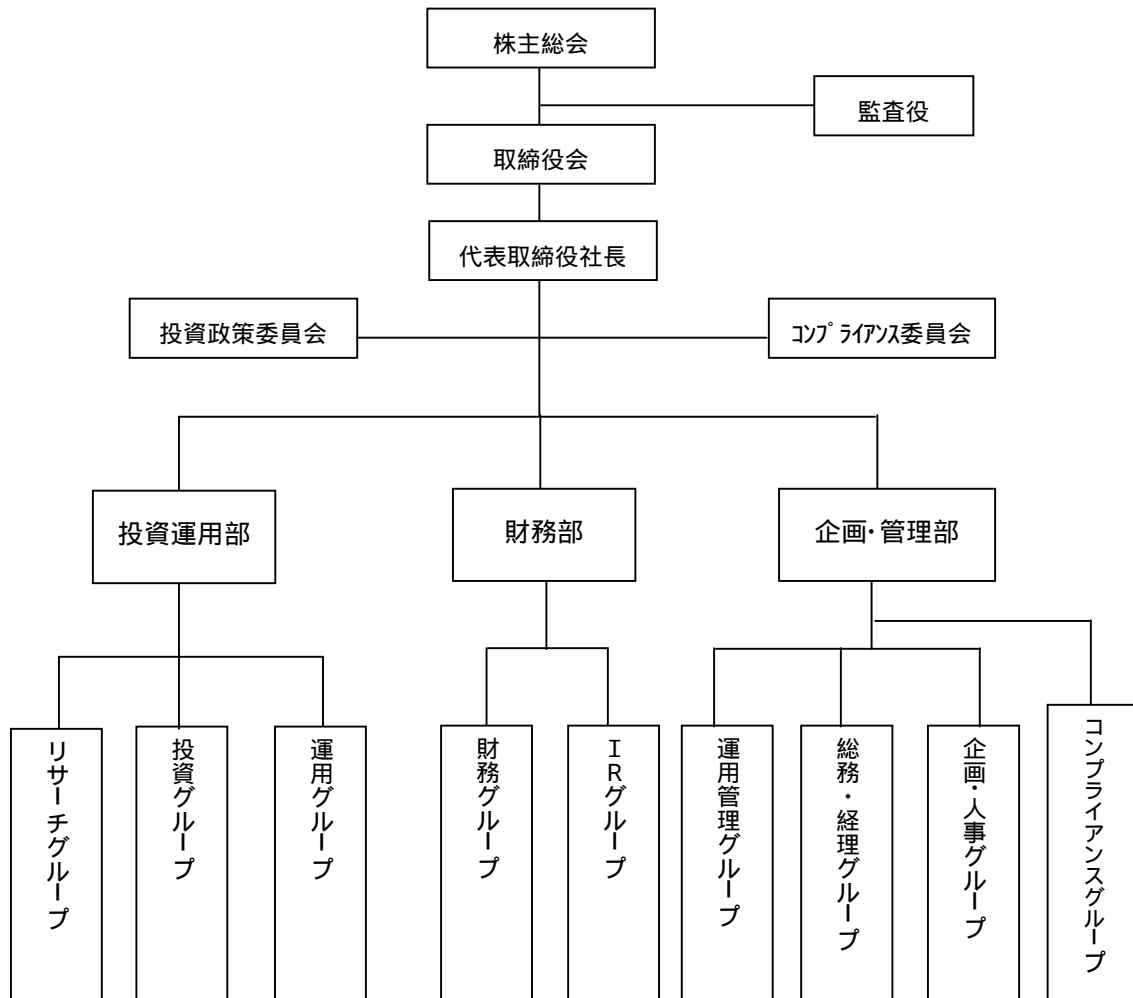 株主総会
監査役
取締役会
代表取締役社長
投資政策委員会
ｺﾝﾌﾟﾗｲｱﾝｽ委員会
投資運用部
財務部
企画・管理部
リサーチグループ
投資グループ
運用グループ
財務グループ
ＩＲグループ
運用管理グループ
総務・経理グループ
企画・人事グループ
コンプライアンスグループ